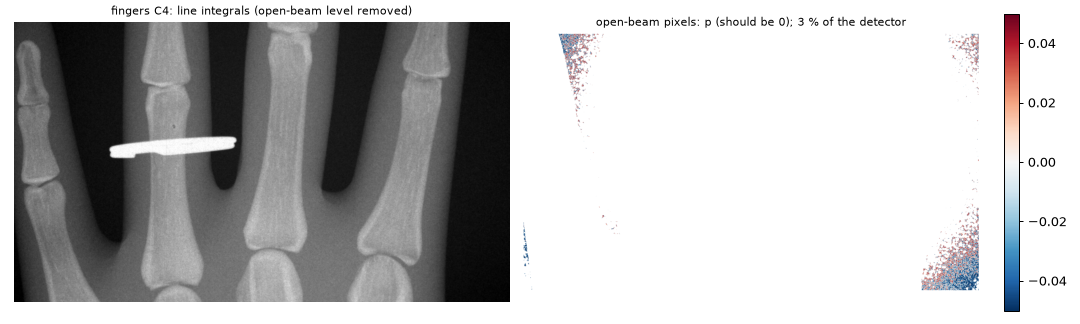 fingers C4: line integrals (open-beam level removed)
open-beam pixels: p (should be 0); 3 % of the detector
0.04
0.02
0.00
−0.02
−0.04